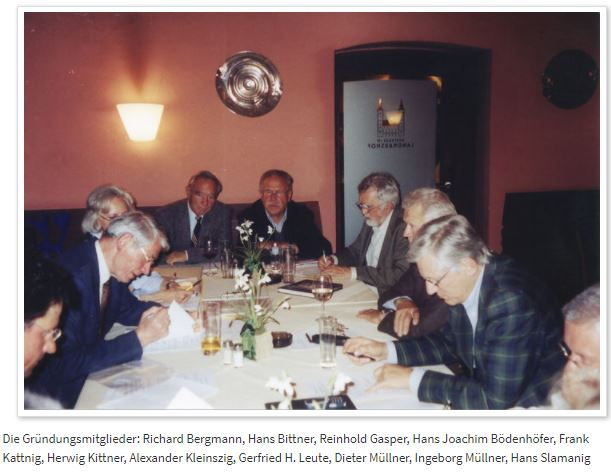 LANDHAUSHOF
Die Gründungsmitglieder: Richard Bergmann, Hans Bittner, Reinhold Gasper, Hans Joachim Bödenhöfer, Frank
Kattnig, Herwig Kittner, Alexander Kleinszig, Gerfried H. Leute, Dieter Müllner, Ingeborg Müllner, Hans Slamanig